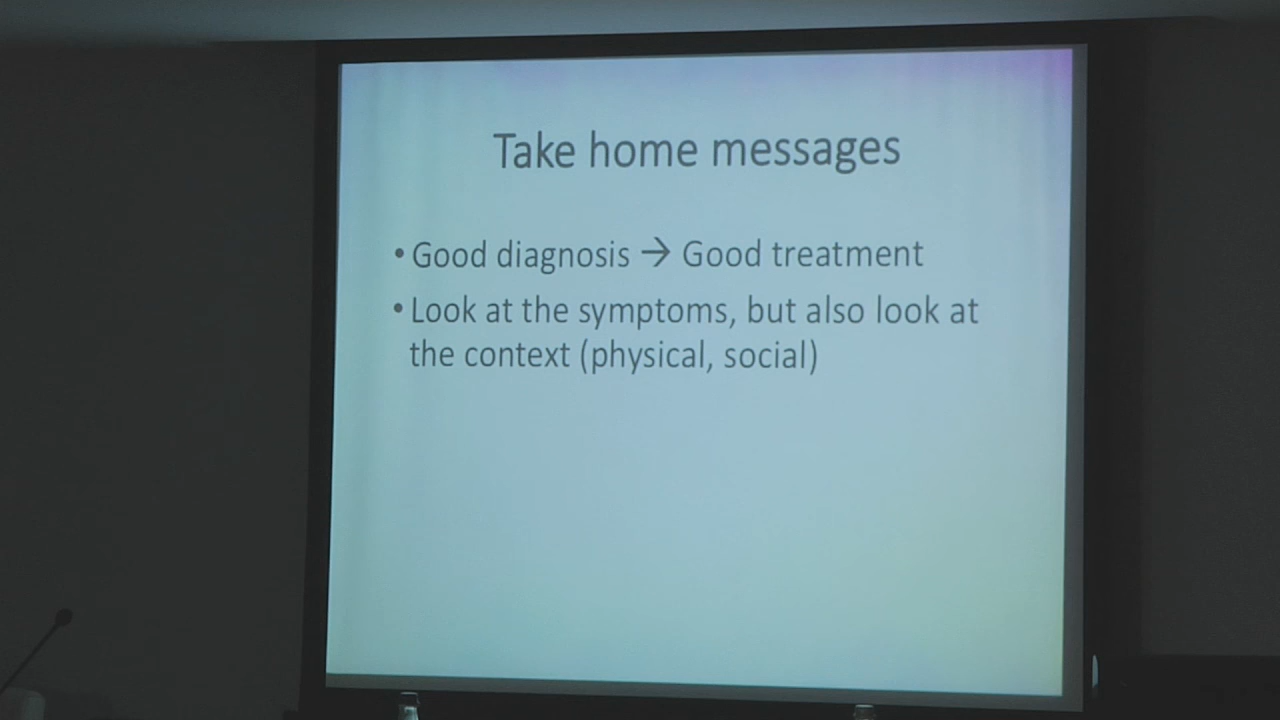 Take home messages
• Good diagnosis → Good treatment
• Look at the symptoms, but also look at
the context (physical, social)